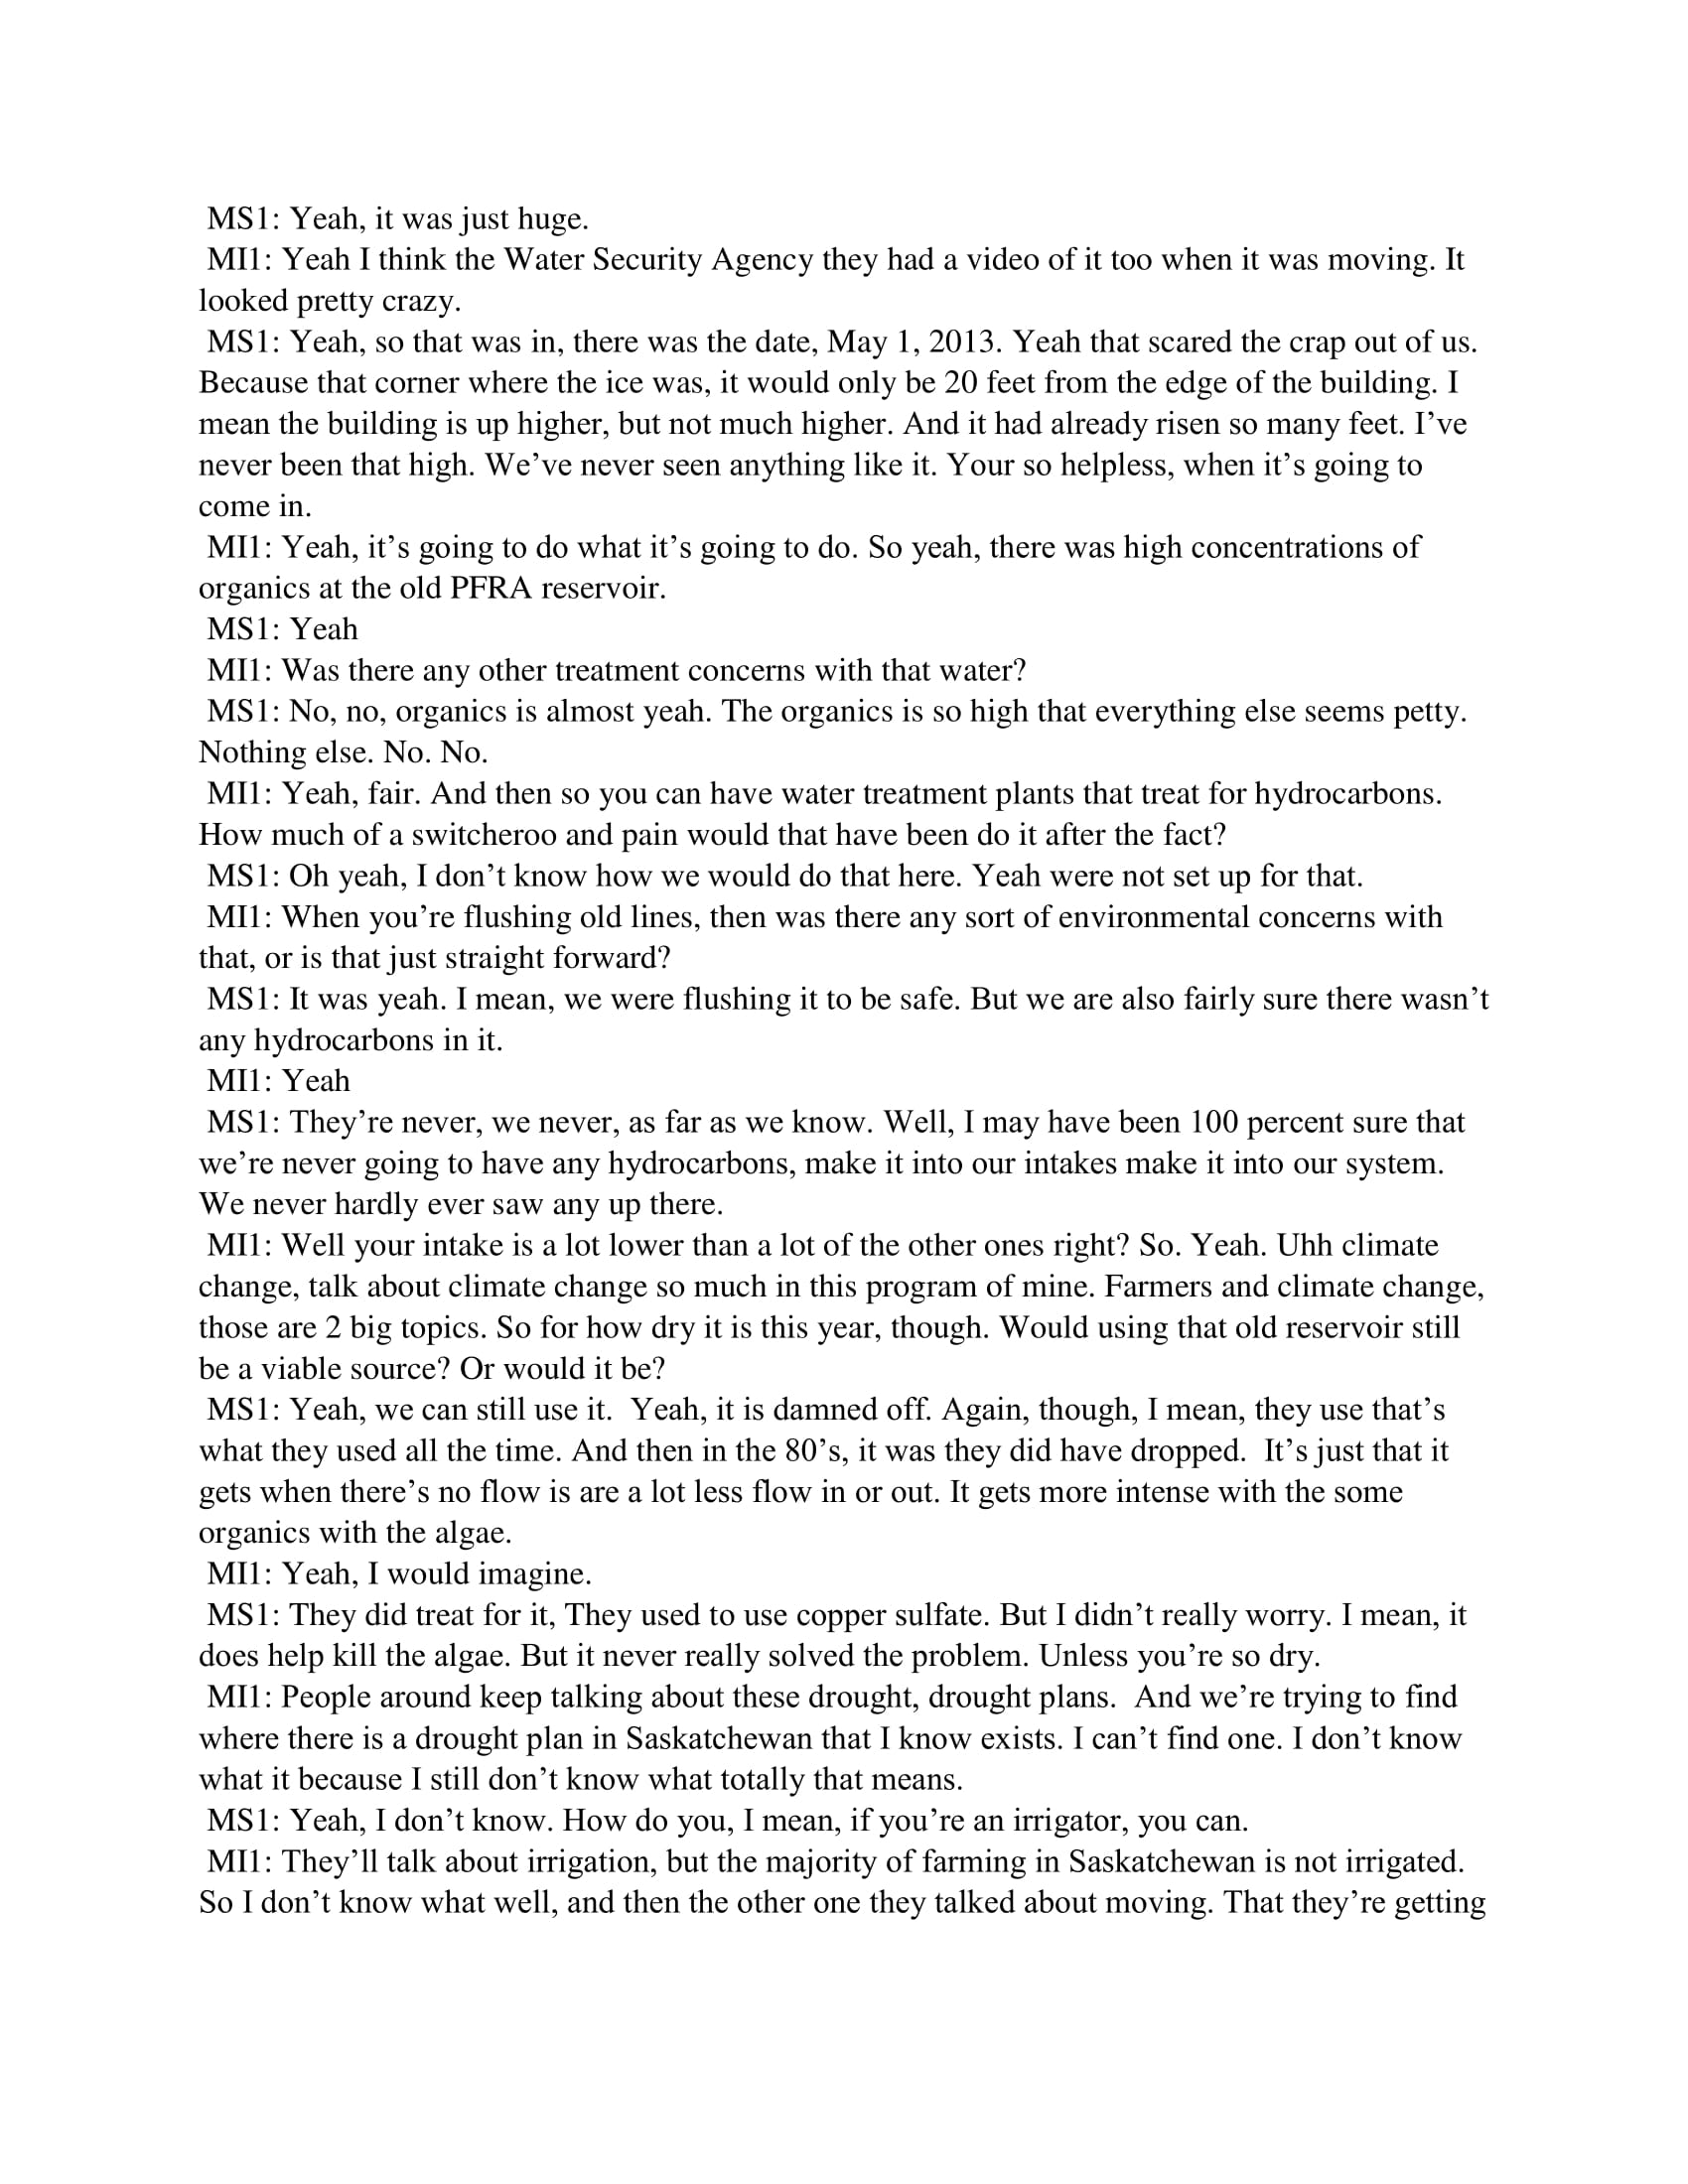 MS1: Yeah, it was just huge.
MI1: Yeah I think the Water Security Agency they had a video of it too when it was moving. It
looked pretty crazy.
MS1: Yeah, so that was in, there was the date, May 1, 2013. Yeah that scared the crap out of us.
Because that corner where the ice was, it would only be 20 feet from the edge of the building. I
mean the building is up higher, but not much higher. And it had already risen so many feet. I’ve
never been that high. We’ve never seen anything like it. Your so helpless, when it’s going to
come in.
MI1: Yeah, it’s going to do what it’s going to do. So yeah, there was high concentrations of
organics at the old PFRA reservoir.
MS1: Yeah
MI1: Was there any other treatment concerns with that water?
MS1: No, no, organics is almost yeah. The organics is so high that everything else seems petty.
Nothing else. No. No.
MI1: Yeah, fair. And then so you can have water treatment plants that treat for hydrocarbons.
How much of a switcheroo and pain would that have been do it after the fact?
MS1: Oh yeah, I don’t know how we would do that here. Yeah were not set up for that.
MI1: When you’re flushing old lines, then was there any sort of environmental concerns with
that, or is that just straight forward?
MS1: It was yeah. I mean, we were flushing it to be safe. But we are also fairly sure there wasn’t
any hydrocarbons in it.
MI1: Yeah
MS1: They’re never, we never, as far as we know. Well, I may have been 100 percent sure that
we’re never going to have any hydrocarbons, make it into our intakes make it into our system.
We never hardly ever saw any up there.
MI1: Well your intake is a lot lower than a lot of the other ones right? So. Yeah. Uhh climate
change, talk about climate change so much in this program of mine. Farmers and climate change,
those are 2 big topics. So for how dry it is this year, though. Would using that old reservoir still
be a viable source? Or would it be?
MS1: Yeah, we can still use it.  Yeah, it is damned off. Again, though, I mean, they use that’s
what they used all the time. And then in the 80’s, it was they did have dropped.  It’s just that it
gets when there’s no flow is are a lot less flow in or out. It gets more intense with the some
organics with the algae.
MI1: Yeah, I would imagine.
MS1: They did treat for it, They used to use copper sulfate. But I didn’t really worry. I mean, it
does help kill the algae. But it never really solved the problem. Unless you’re so dry.
MI1: People around keep talking about these drought, drought plans.  And we’re trying to find
where there is a drought plan in Saskatchewan that I know exists. I can’t find one. I don’t know
what it because I still don’t know what totally that means.
MS1: Yeah, I don’t know. How do you, I mean, if you’re an irrigator, you can.
MI1: They’ll talk about irrigation, but the majority of farming in Saskatchewan is not irrigated.
So I don’t know what well, and then the other one they talked about moving. That they’re getting